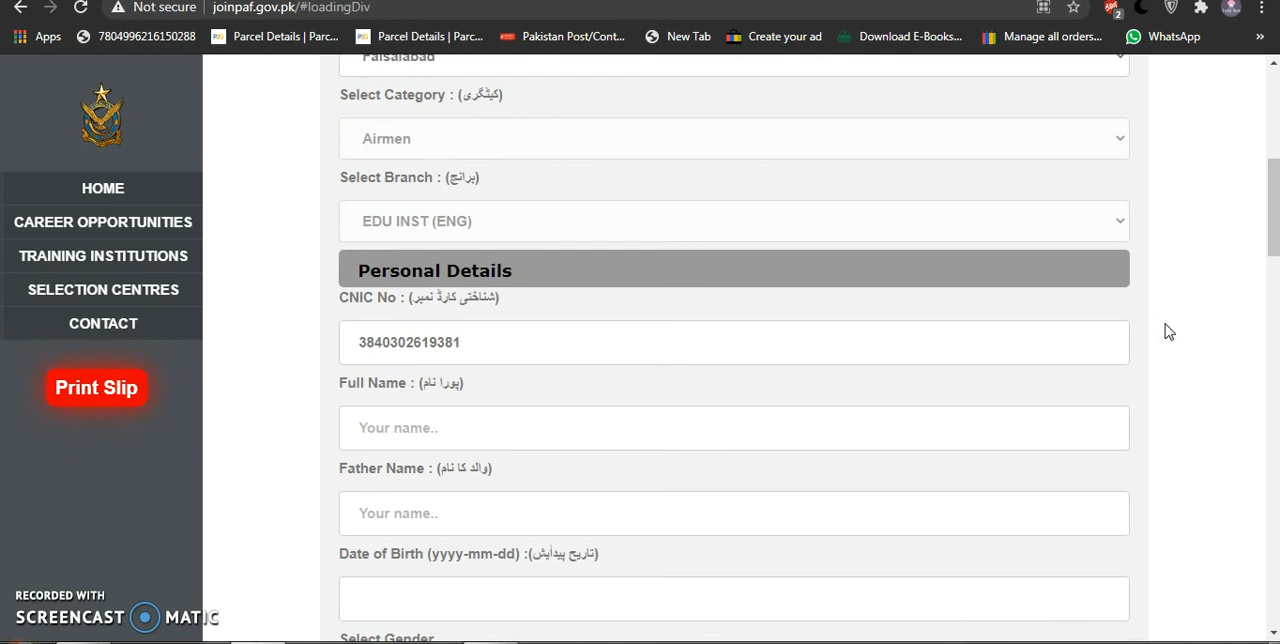 Not secure
joinpaf.gov.pk/#loadingDiv
2
Apps
7804996216150288
Parcel Details | Parc...
Parcel Details | Parc...
Pakistan Post/Cont...
New Tab
Create your ad
Download E-Books...
Manage all orders...
WhatsApp
»
Faisalabad
Select Category : (کیٹگری)
Airmen
Select Branch : (برانچ)
EDU INST (ENG)
HOME
CAREER OPPORTUNITIES
TRAINING INSTITUTIONS
SELECTION CENTRES
CONTACT
Print Slip
Personal Details
CNIC No : (شناختی کارڈ نمبر)
3840302619381
Full Name : (پورا نام)
Your name..
Father Name : (والد کا نام)
Your name..
Date of Birth (yyyy-mm-dd) :(تاریح پیدأیش)
Select Gender
RECORDED WITH
SCREENCAST MATIC